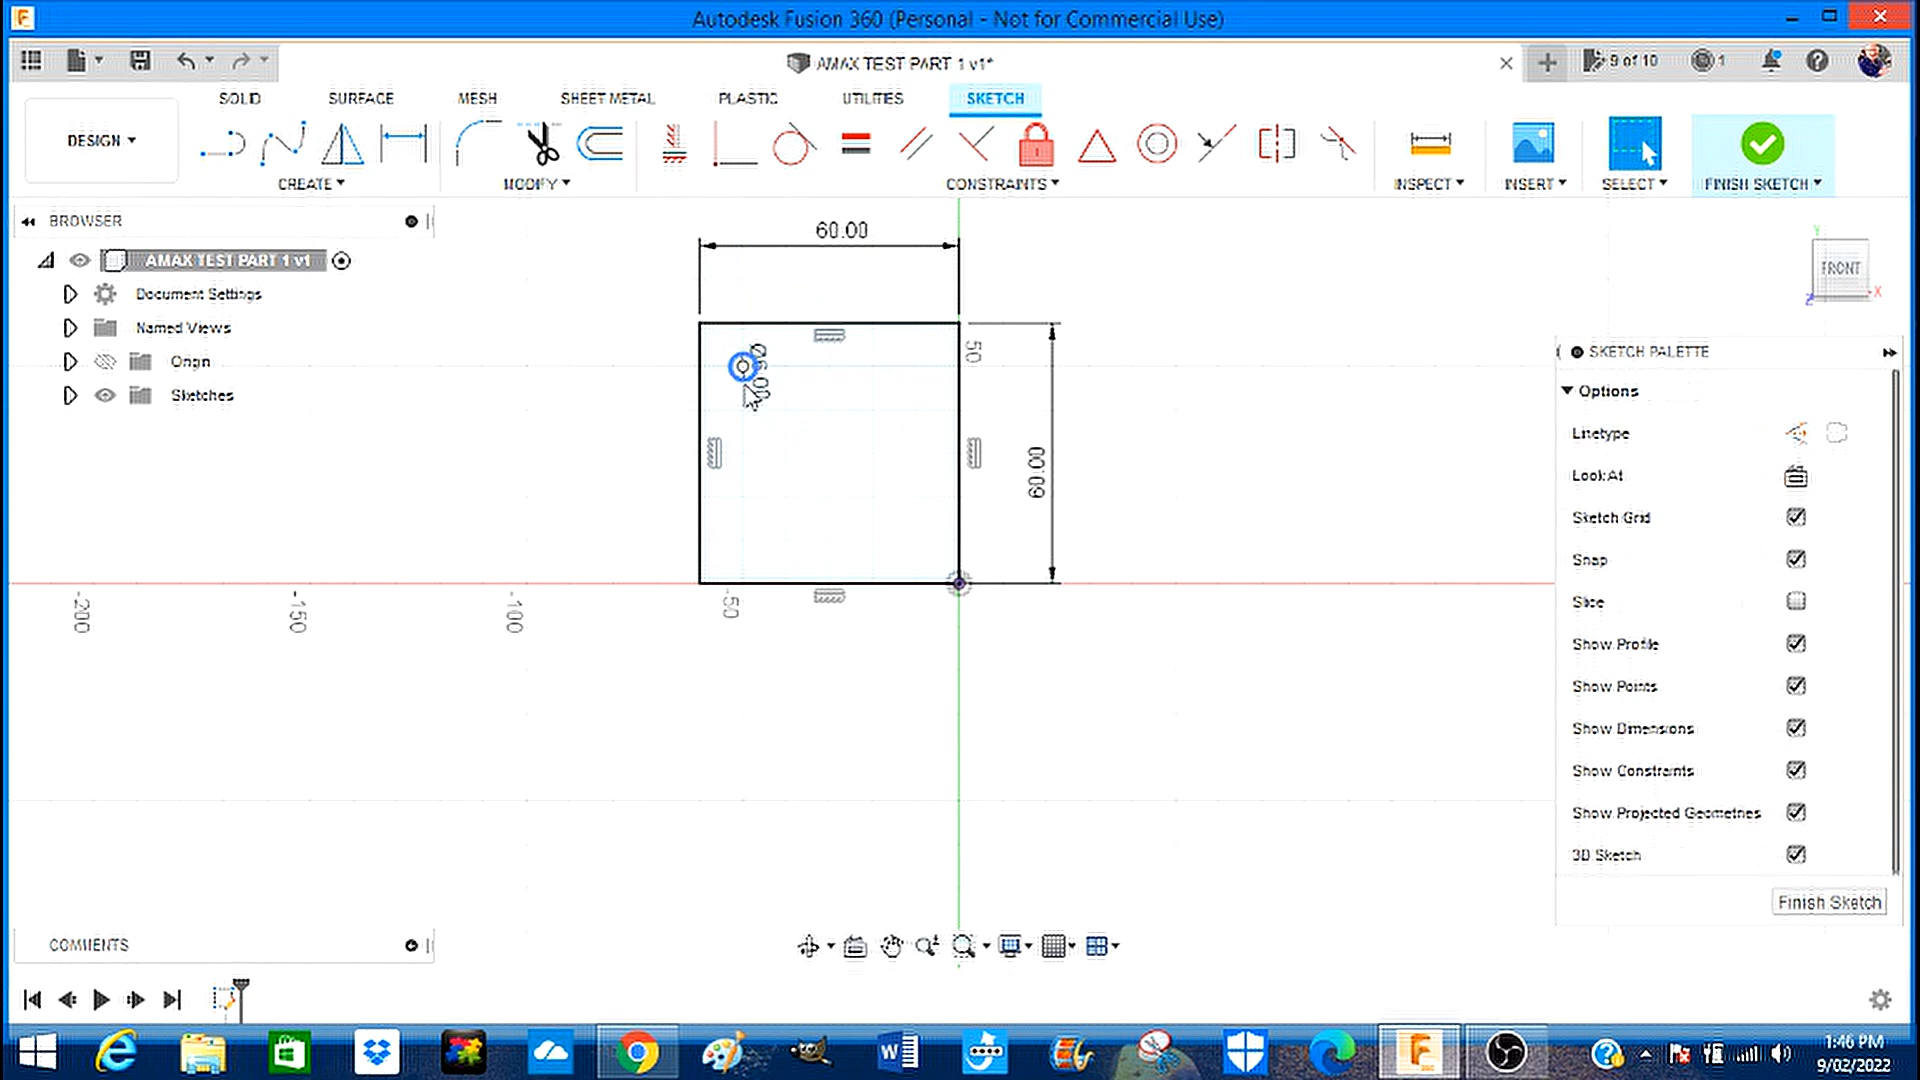 Autodesk Fusion 360 (Personal - Not for Commercial Use)
AMAX TEST PART 1 v1*
9 of 10
1
SOLID
SURFACE
MESH
SHEET METAL
PLASTIC
UTILITIES
SKETCH
DESIGN
CREATE
MODIFY
CONSTRAINTS
INSPECT
INSERT
SELECT
FINISH SKETCH
BROWSER
AMAX TEST PART 1 v1
Document Settings
Named Views
Origin
Sketches
60.00
50
Ø6.00
60.00
-200
-150
-100
-50
Y
FRONT
X
Z
SKETCH PALETTE
Options
Linetype
Look At
Sketch Grid
Snap
Slice
Show Profile
Show Points
Show Dimensions
Show Constraints
Show Projected Geometries
3D Sketch
Finish Sketch
COMMENTS
1:46 PM
9/02/2022